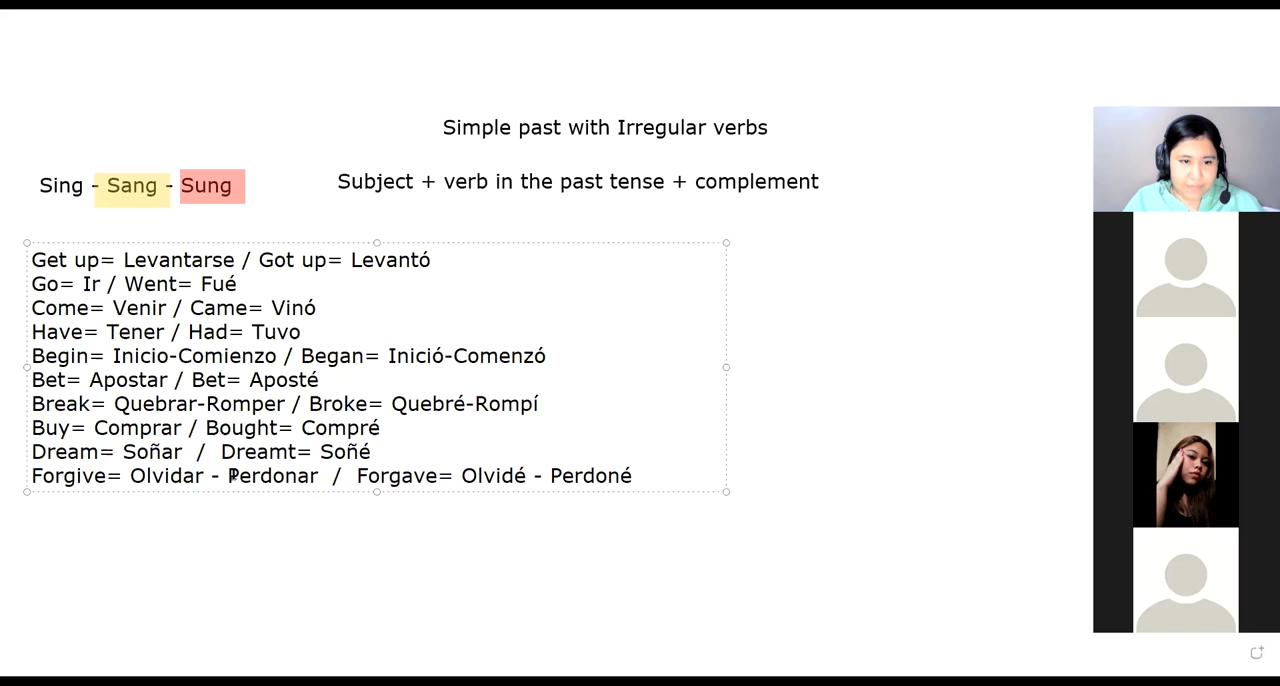 Simple past with Irregular verbs
Sing - Sang - Sung
Subject + verb in the past tense + complement
Get up= Levantarse / Got up= Levantó
Go= Ir / Went= Fué
Come= Venir / Came= Vinó
Have= Tener / Had= Tuvo
Begin= Inicio-Comienzo / Began= Inició-Comenzó
Bet= Apostar / Bet= Aposté
Break= Quebrar-Romper / Broke= Quebré-Rompí
Buy= Comprar / Bought= Compré
Dream= Soñar  /  Dreamt= Soñé
Forgive= Olvidar - Perdonar  /  Forgave= Olvidé - Perdoné